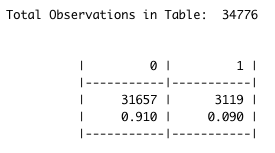 Total Observations in Table:  34776
|         0 |         1 |
|-----------|-----------|
|     31657 |      3119 |
|     0.910 |     0.090 |
|-----------|-----------|